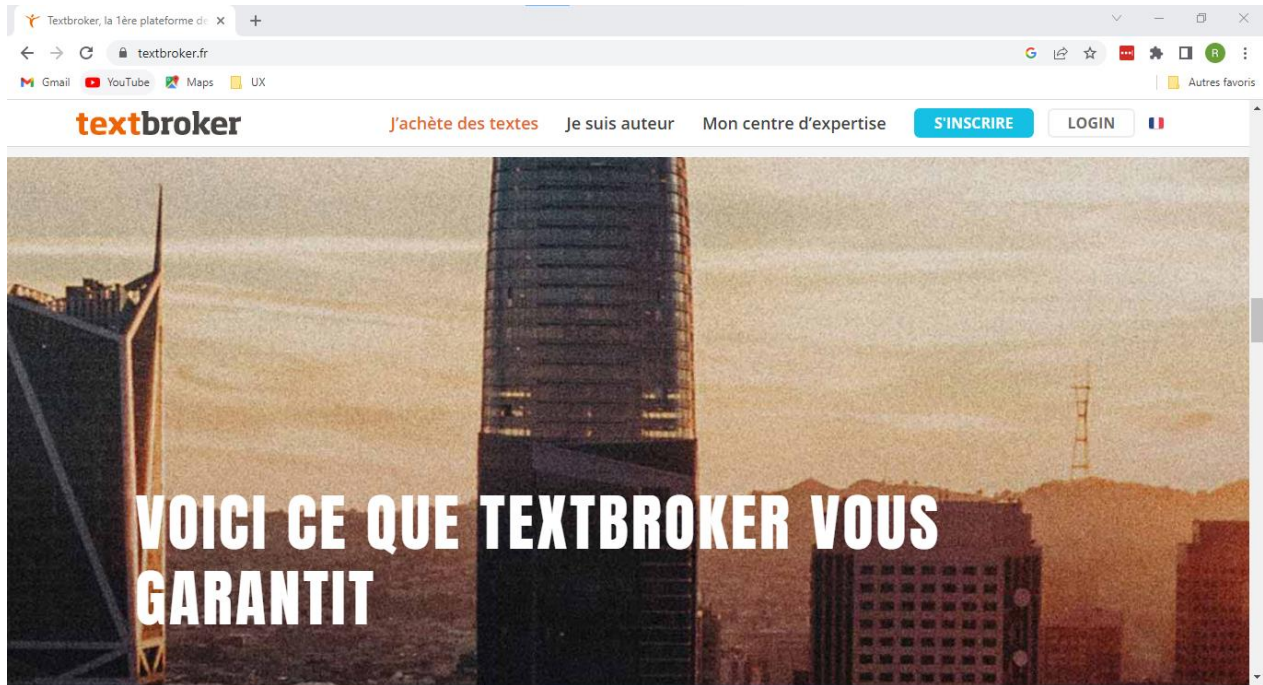 Textbroker, la 1ère plateforme de
textbroker.fr
Gmail YouTube Maps UX Autres favoris
textbroker J'achète des textes Je suis auteur Mon centre d'expertise S'INSCRIRE LOGIN
VOICI CE QUE TEXTBROKER VOUS
GARANTIT